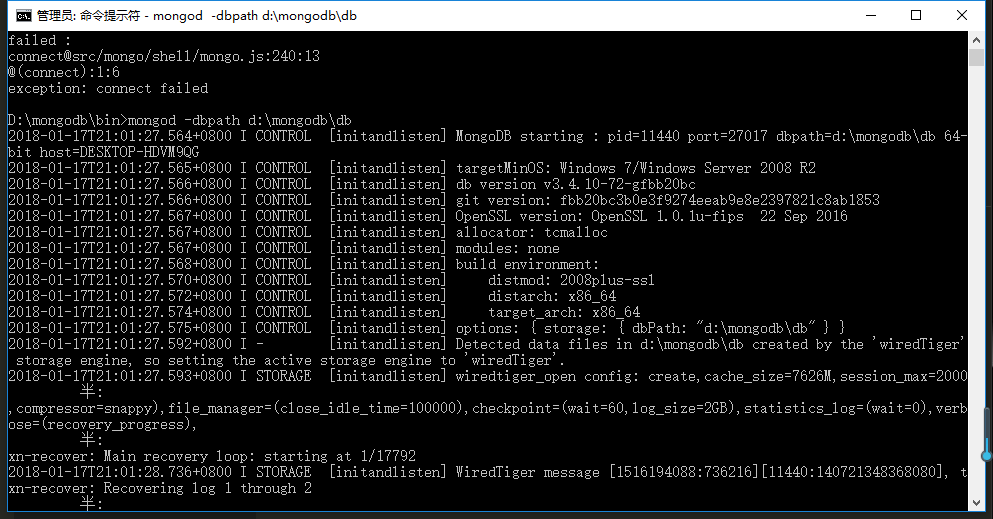 管理员: 命令提示符 - mongod  -dbpath d:\mongodb\db
failed :
connect@src/mongo/shell/mongo.js:240:13
@(connect):1:6
exception: connect failed
D:\mongodb\bin>mongod -dbpath d:\mongodb\db
2018-01-17T21:01:27.564+0800 I CONTROL  [initandlisten] MongoDB starting : pid=11440 port=27017 dbpath=d:\mongodb\db 64-
bit host=DESKTOP-HDVM9QG
2018-01-17T21:01:27.565+0800 I CONTROL  [initandlisten] targetMinOS: Windows 7/Windows Server 2008 R2
2018-01-17T21:01:27.566+0800 I CONTROL  [initandlisten] db version v3.4.10-72-gfbb20bc
2018-01-17T21:01:27.566+0800 I CONTROL  [initandlisten] git version: fbb20bc3b0e3f9274eeab9e8e2397821c8ab1853
2018-01-17T21:01:27.567+0800 I CONTROL  [initandlisten] OpenSSL version: OpenSSL 1.0.1u-fips  22 Sep 2016
2018-01-17T21:01:27.567+0800 I CONTROL  [initandlisten] allocator: tcmalloc
2018-01-17T21:01:27.567+0800 I CONTROL  [initandlisten] modules: none
2018-01-17T21:01:27.568+0800 I CONTROL  [initandlisten] build environment:
2018-01-17T21:01:27.570+0800 I CONTROL  [initandlisten]     distmod: 2008plus-ssl
2018-01-17T21:01:27.572+0800 I CONTROL  [initandlisten]     distarch: x86_64
2018-01-17T21:01:27.574+0800 I CONTROL  [initandlisten]     target_arch: x86_64
2018-01-17T21:01:27.575+0800 I CONTROL  [initandlisten] options: { storage: { dbPath: "d:\mongodb\db" } }
2018-01-17T21:01:27.592+0800 I -        [initandlisten] Detected data files in d:\mongodb\db created by the 'wiredTiger'
 storage engine, so setting the active storage engine to 'wiredTiger'.
2018-01-17T21:01:27.593+0800 I STORAGE  [initandlisten] wiredtiger_open config: create,cache_size=7626M,session_max=2000
半:
,compressor=snappy),file_manager=(close_idle_time=100000),checkpoint=(wait=60,log_size=2GB),statistics_log=(wait=0),verb
ose=(recovery_progress),
半:
xn-recover: Main recovery loop: starting at 1/17792
2018-01-17T21:01:28.736+0800 I STORAGE  [initandlisten] WiredTiger message [1516194088:736216][11440:140721348368080], t
xn-recover: Recovering log 1 through 2
半: